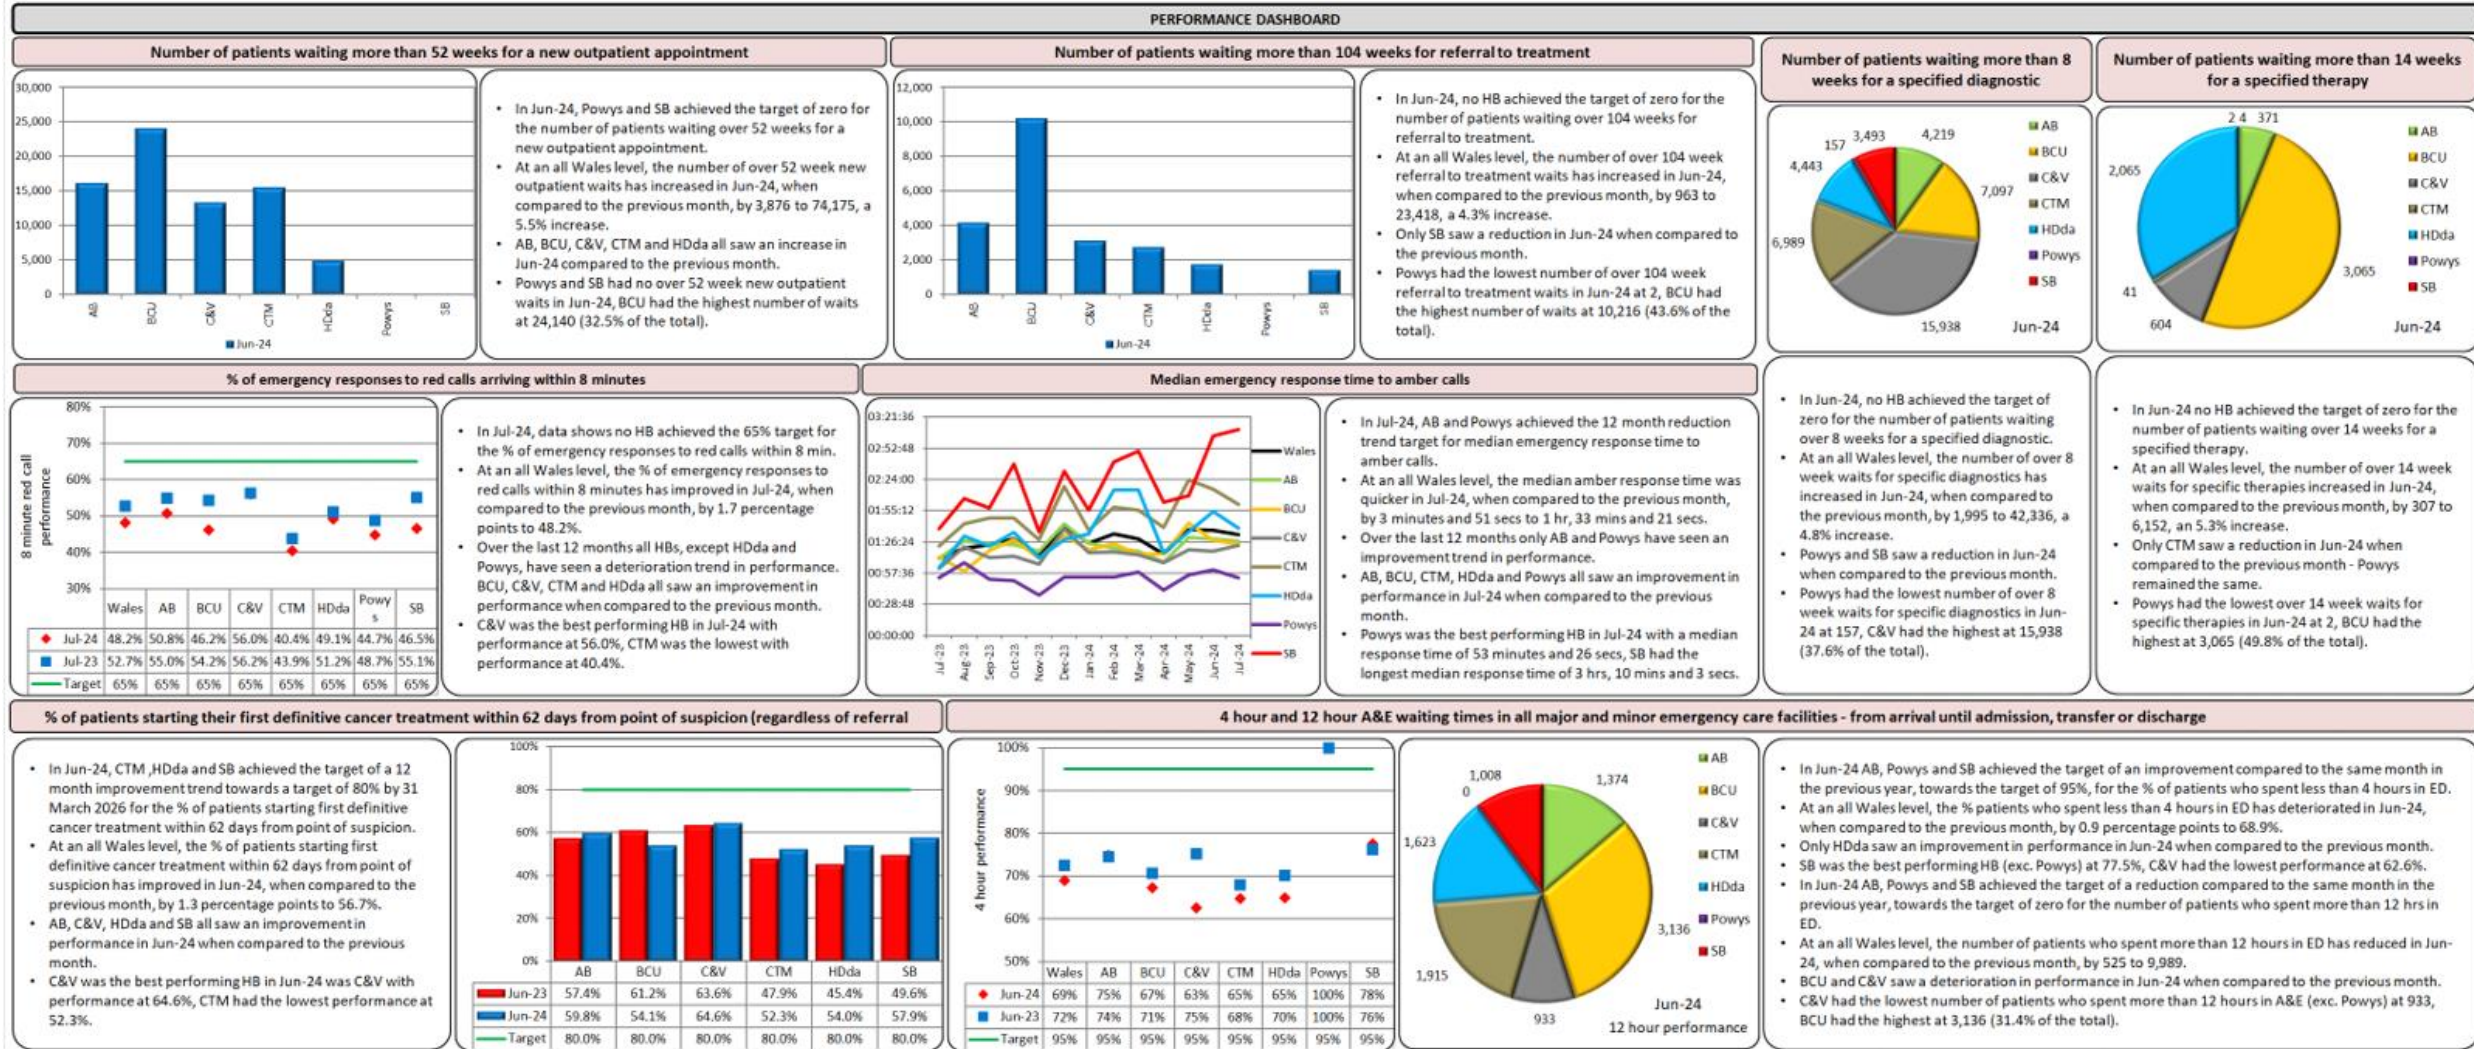 PERFORMANCE DASHBOARD
Number of patients waiting more than 52 weeks for a new outpatient appointment
30,000
25,000
20,000
15,000
10,000
5,000
0
AB
BCU
C&V
CTM
HDda
Powys
SB
Jun-24
• In Jun-24, Powys and SB achieved the target of zero for
the number of patients waiting over 52 weeks for a
new outpatient appointment.
• At an all Wales level, the number of over 52 week new
outpatient waits has increased in Jun-24, when
compared to the previous month, by 3,876 to 74,175, a
5.5% increase.
• AB, BCU, C&V, CTM and HDda all saw an increase in
Jun-24 compared to the previous month.
• Powys and SB had no over 52 week new outpatient
waits in Jun-24, BCU had the highest number of waits
at 24,140 (32.5% of the total).
Number of patients waiting more than 104 weeks for referral to treatment
12,000
10,000
8,000
6,000
4,000
2,000
0
AB
BCU
C&V
CTM
HDda
Powys
SB
Jun-24
• In Jun-24, no HB achieved the target of zero for the
number of patients waiting over 104 weeks for
referral to treatment.
• At an all Wales level, the number of over 104 week
referral to treatment waits has increased in Jun-24,
when compared to the previous month, by 963 to
23,418, a 4.3% increase.
• Only SB saw a reduction in Jun-24 when compared to
the previous month.
• Powys had the lowest number of over 104 week
referral to treatment waits in Jun-24 at 2, BCU had
the highest number of waits at 10,216 (43.6% of the
total).
Number of patients waiting more than 8
weeks for a specified diagnostic
157 3,493 4,219
4,443
7,097
6,989
15,938
AB
BCU
C&V
CTM
HDda
Powys
SB
Jun-24
• In Jun-24, no HB achieved the target of
zero for the number of patients waiting
over 8 weeks for a specified diagnostic.
• At an all Wales level, the number of over 8
week waits for specific diagnostics has
increased in Jun-24, when compared to
the previous month, by 1,995 to 42,336, a
4.8% increase.
• Powys and SB saw a reduction in Jun-24
when compared to the previous month.
• Powys had the lowest number of over 8
week waits for specific diagnostics in Jun-
24 at 157, C&V had the highest at 15,938
(37.6% of the total).
Number of patients waiting more than 14 weeks
for a specified therapy
2 4 371
2,065
3,065
41
604
AB
BCU
C&V
CTM
HDda
Powys
SB
Jun-24
• In Jun-24 no HB achieved the target of zero for the
number of patients waiting over 14 weeks for a
specified therapy.
• At an all Wales level, the number of over 14 week
waits for specific therapies increased in Jun-24,
when compared to the previous month, by 307 to
6,152, an 5.3% increase.
• Only CTM saw a reduction in Jun-24 when
compared to the previous month - Powys
remained the same.
• Powys had the lowest over 14 week waits for
specific therapies in Jun-24 at 2, BCU had the
highest at 3,065 (49.8% of the total).
% of emergency responses to red calls arriving within 8 minutes
8 minute red call
performance
80%
70%
60%
50%
40%
30%
Wales AB BCU C&V CTM HDda Powy
s SB
Jul-24 48.2% 50.8% 46.2% 56.0% 40.4% 49.1% 44.7% 46.5%
Jul-23 52.7% 55.0% 54.2% 56.2% 43.9% 51.2% 48.7% 55.1%
Target 65% 65% 65% 65% 65% 65% 65% 65%
• In Jul-24, data shows no HB achieved the 65% target for
the % of emergency responses to red calls within 8 min.
• At an all Wales level, the % of emergency responses to
red calls within 8 minutes has improved in Jul-24, when
compared to the previous month, by 1.7 percentage
points to 48.2%.
• Over the last 12 months all HBs, except HDda and
Powys, have seen a deterioration trend in performance.
BCU, C&V, CTM and HDda all saw an improvement in
performance when compared to the previous month.
• C&V was the best performing HB in Jul-24 with
performance at 56.0%, CTM was the lowest with
performance at 40.4%.
Median emergency response time to amber calls
03:21:36
02:52:48
02:24:00
01:55:12
01:26:24
00:57:36
00:28:48
00:00:00
Jul-23
Aug-23
Sep-23
Oct-23
Nov-23
Dec-23
Jan-24
Feb-24
Mar-24
Apr-24
May-24
Jun-24
Jul-24
Wales
AB
BCU
C&V
CTM
HDda
Powys
SB
• In Jul-24, AB and Powys achieved the 12 month reduction
trend target for median emergency response time to
amber calls.
• At an all Wales level, the median amber response time was
quicker in Jul-24, when compared to the previous month,
by 3 minutes and 51 secs to 1 hr, 33 mins and 21 secs.
• Over the last 12 months only AB and Powys have seen an
improvement trend in performance.
• AB, BCU, CTM, HDda and Powys all saw an improvement in
performance in Jul-24 when compared to the previous
month.
• Powys was the best performing HB in Jul-24 with a median
response time of 53 minutes and 26 secs, SB had the
longest median response time of 3 hrs, 10 mins and 3 secs.
% of patients starting their first definitive cancer treatment within 62 days from point of suspicion (regardless of referral
• In Jun-24, CTM ,HDda and SB achieved the target of a 12
month improvement trend towards a target of 80% by 31
March 2026 for the % of patients starting first definitive
cancer treatment within 62 days from point of suspicion.
• At an all Wales level, the % of patients starting first
definitive cancer treatment within 62 days from point of
suspicion has improved in Jun-24, when compared to the
previous month, by 1.3 percentage points to 56.7%.
• AB, C&V, HDda and SB all saw an improvement in
performance in Jun-24 when compared to the previous
month.
• C&V was the best performing HB in Jun-24 was C&V with
performance at 64.6%, CTM had the lowest performance at
52.3%.
100%
80%
60%
40%
20%
0%
AB BCU C&V CTM HDda SB
Jun-23 57.4% 61.2% 63.6% 47.9% 45.4% 49.6%
Jun-24 59.8% 54.1% 64.6% 52.3% 54.0% 57.9%
Target 80.0% 80.0% 80.0% 80.0% 80.0% 80.0%
4 hour and 12 hour A&E waiting times in all major and minor emergency care facilities - from arrival until admission, transfer or discharge
4 hour performance
100%
90%
80%
70%
60%
50%
Wales AB BCU C&V CTM HDda Powys SB
Jun-24 69% 75% 67% 63% 65% 65% 100% 78%
Jun-23 72% 74% 71% 75% 68% 70% 100% 76%
Target 95% 95% 95% 95% 95% 95% 95% 95%
1,008
0
1,374
1,623
3,136
1,915
933
AB
BCU
C&V
CTM
HDda
Powys
SB
Jun-24
12 hour performance
• In Jun-24 AB, Powys and SB achieved the target of an improvement compared to the same month in
the previous year, towards the target of 95%, for the % of patients who spent less than 4 hours in ED.
• At an all Wales level, the % patients who spent less than 4 hours in ED has deteriorated in Jun-24,
when compared to the previous month, by 0.9 percentage points to 68.9%.
• Only HDda saw an improvement in performance in Jun-24 when compared to the previous month.
• SB was the best performing HB (exc. Powys) at 77.5%, C&V had the lowest performance at 62.6%.
• In Jun-24 AB, Powys and SB achieved the target of a reduction compared to the same month in the
previous year, towards the target of zero for the number of patients who spent more than 12 hrs in
ED.
• At an all Wales level, the number of patients who spent more than 12 hours in ED has reduced in Jun-
24, when compared to the previous month, by 525 to 9,989.
• BCU and C&V saw a deterioration in performance in Jun-24 when compared to the previous month.
• C&V had the lowest number of patients who spent more than 12 hours in A&E (exc. Powys) at 933,
BCU had the highest at 3,136 (31.4% of the total).